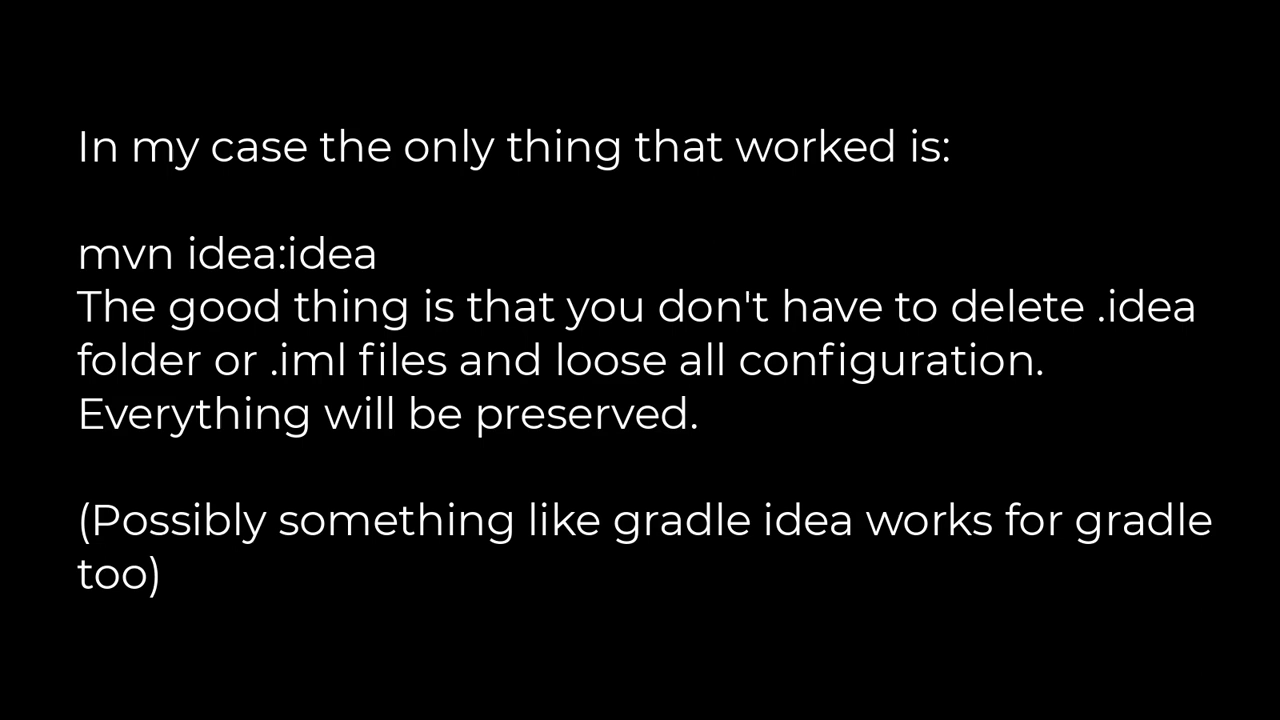 In my case the only thing that worked is:
mvn idea:idea
The good thing is that you don't have to delete .idea
folder or .iml files and loose all configuration.
Everything will be preserved.
(Possibly something like gradle idea works for gradle
too)